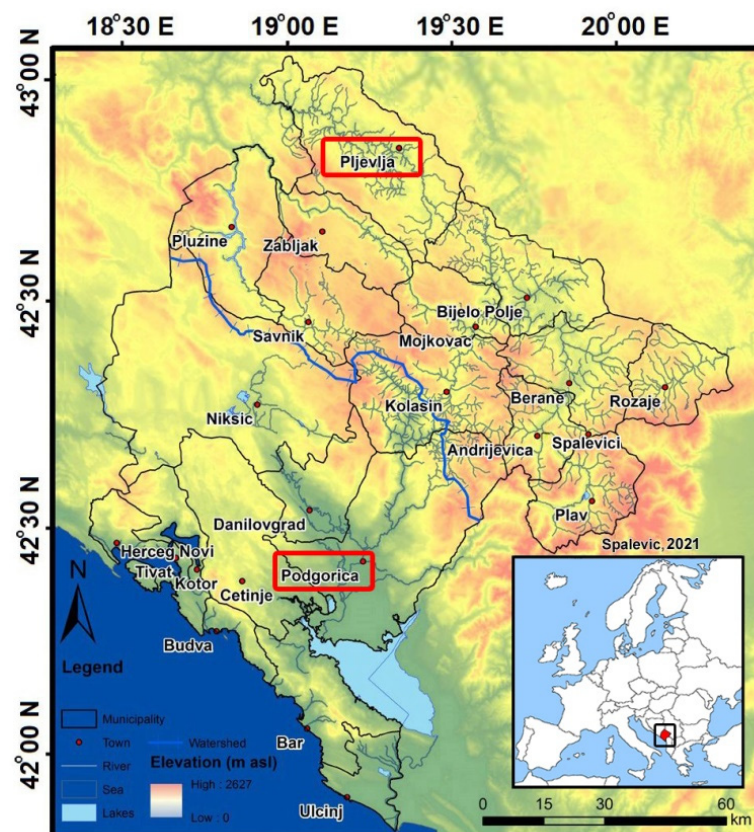 18°30 E
19°00 E
19°30 E
20°00 E
43°00 N
Pljevlja
Pluzine
Zabljak
42°30 N
Bijelo Polje
Savnik
Mojkovac
Niksic
Kolasin
Berane
Rozaje
Andrijevica
Spalevici
Plav
42°30 N
Danilovgrad
Spalevic, 2021
Herceg Novi
Tivat
Kotor
Podgorica
Cetinje
N
Budva
Legend
Municipality
Town
Watershed
River
Sea
Lakes
Elevation (m asl)
High : 2627
Low : 0
42°00 N
Bar
Ulcinj
0 15 30 60
km